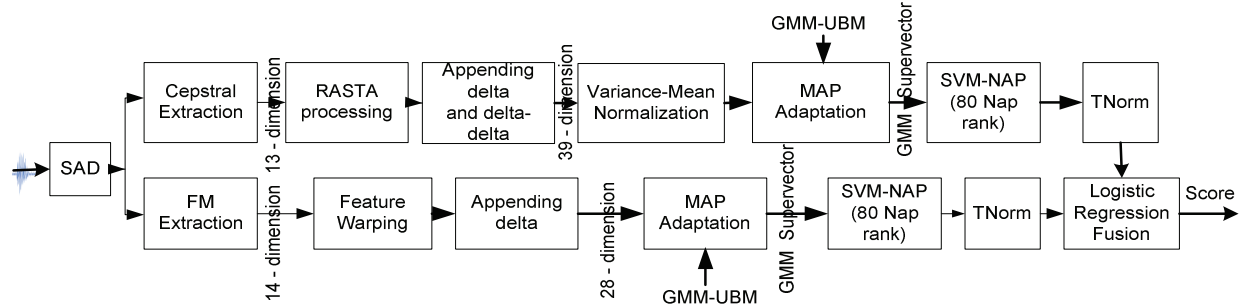 GMM-UBM
SAD
Cepstral
Extraction
13 - dimension
RASTA
processing
Appending
delta
and delta-
delta
39 - dimension
Variance-Mean
Normalization
MAP
Adaptation
GMM Supervector
SVM-NAP
(80 Nap
rank)
TNorm
FM
Extraction
14 - dimension
Feature
Warping
Appending
delta
28 - dimension
MAP
Adaptation
GMM-UBM
GMM Supervector
SVM-NAP
(80 Nap
rank)
TNorm
Logistic
Regression
Fusion
Score